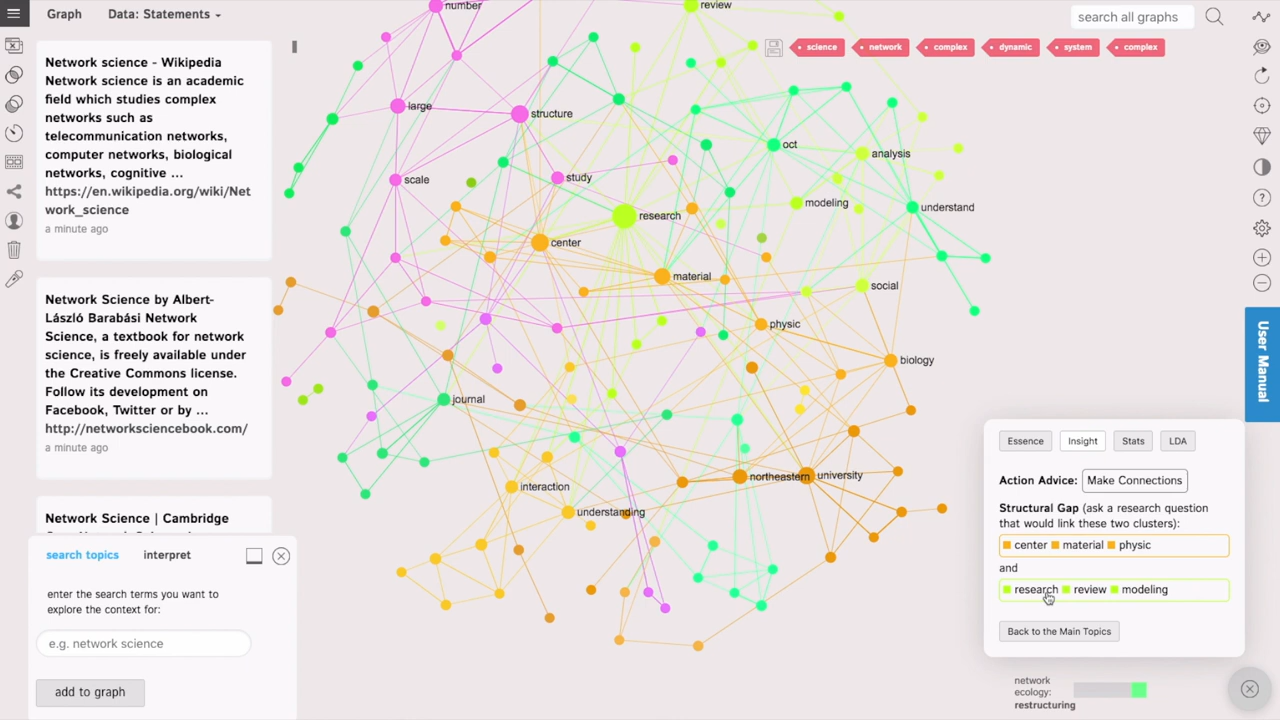 Graph
Data: Statements
search all graphs
science
network
complex
dynamic
system
complex
Network science - Wikipedia
Network science is an academic
field which studies complex
networks such as
telecommunication networks,
computer networks, biological
networks, cognitive ...
https://en.wikipedia.org/wiki/Net
work_science
a minute ago
Network Science by Albert-
László Barabási Network
Science, a textbook for network
science, is freely available under
the Creative Commons license.
Follow its development on
Facebook, Twitter or by ...
http://networksciencebook.com/
a minute ago
Network Science | Cambridge
search topics
interpret
enter the search terms you want to
explore the context for:
e.g. network science
add to graph
number
review
large
structure
oct
analysis
scale
study
modeling
understand
research
center
material
social
physic
biology
journal
northeastern
university
interaction
understanding
User Manual
Essence
Insight
Stats
LDA
Action Advice: Make Connections
Structural Gap (ask a research question
that would link these two clusters):
center material physic
and
research review modeling
Back to the Main Topics
network
ecology:
restructuring